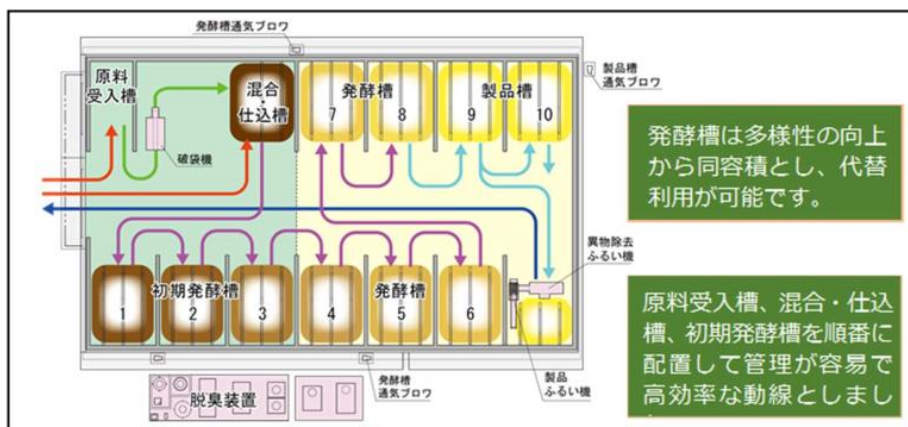 発酵槽通気ブロワ
原料
受入槽
混合
・
仕込槽
発酵槽
7
8
製品槽
9
10
製品槽
通気ブロワ
破袋機
発酵槽は多様性の向上
から同容積とし、代替
利用が可能です。
異物除去
ふるい機
初期発酵槽
1
2
3
発酵槽
4
5
6
原料受入槽、混合・仕込
槽、初期発酵槽を順番に
配置して管理が容易で
高効率な動線としまし
脱臭装置
発酵槽
通気ブロワ
製品
ふるい機